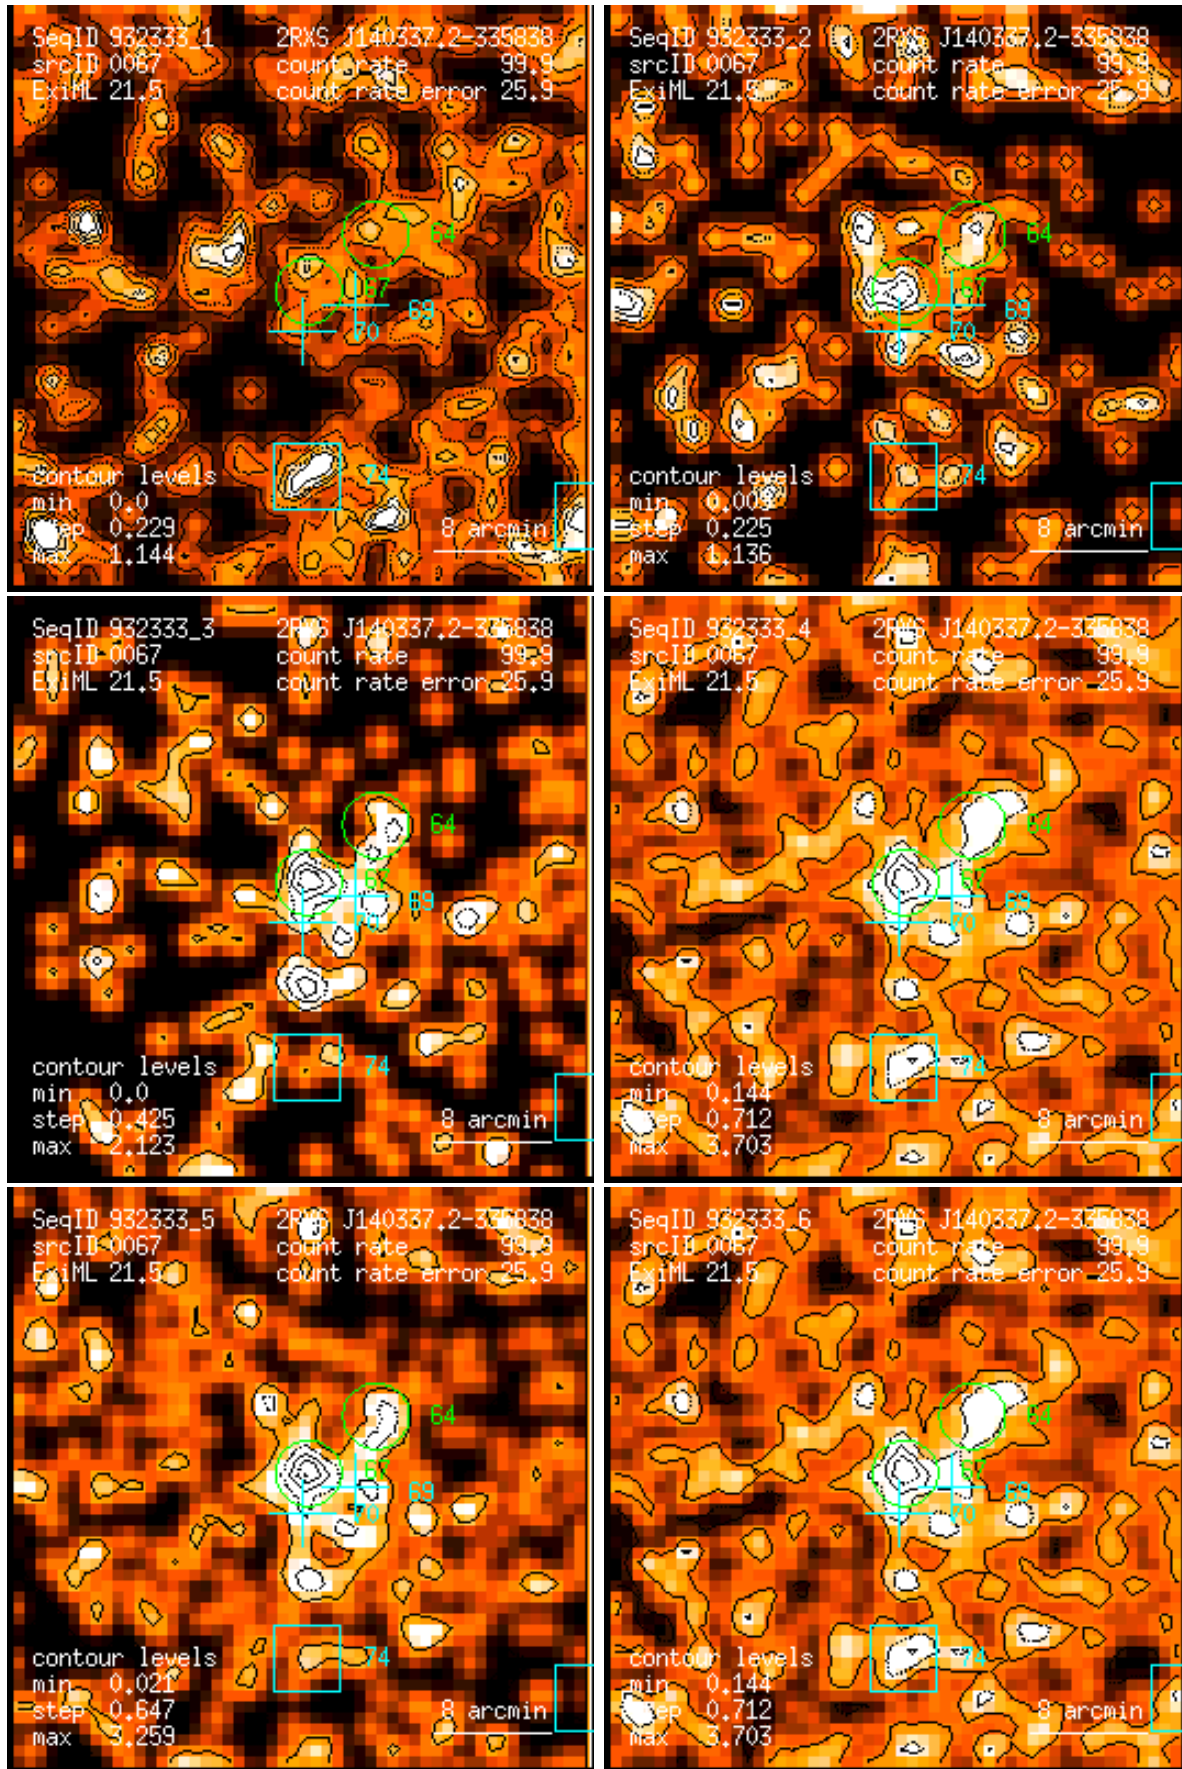 SeqID 932333_1 2RXS J140337.2-335838
srcID 0067 count rate 99.9
ExiML 21.5 count rate error 25.9
64
67
69
70
74
contour levels
min 0.0
step 0.229
max 1.144
8 arcmin
SeqID 932333_2 2RXS J140337.2-335838
srcID 0067 count rate 99.9
ExiML 21.5 count rate error 25.9
64
67
69
70
74
contour levels
min 0.009
step 0.225
max 1.136
8 arcmin
SeqID 932333_3 2RXS J140337.2-335838
srcID 0067 count rate 99.9
ExiML 21.5 count rate error 25.9
64
67
69
70
74
contour levels
min 0.0
step 0.425
max 2.123
8 arcmin
SeqID 932333_4 2RXS J140337.2-335838
srcID 0067 count rate 99.9
ExiML 21.5 count rate error 25.9
64
67
69
70
74
contour levels
min 0.144
step 0.712
max 3.703
8 arcmin
SeqID 932333_5 2RXS J140337.2-335838
srcID 0067 count rate 99.9
ExiML 21.5 count rate error 25.9
64
67
69
70
74
contour levels
min 0.021
step 0.647
max 3.259
8 arcmin
SeqID 932333_6 2RXS J140337.2-335838
srcID 0067 count rate 99.9
ExiML 21.5 count rate error 25.9
64
67
69
70
74
contour levels
min 0.144
step 0.712
max 3.703
8 arcmin